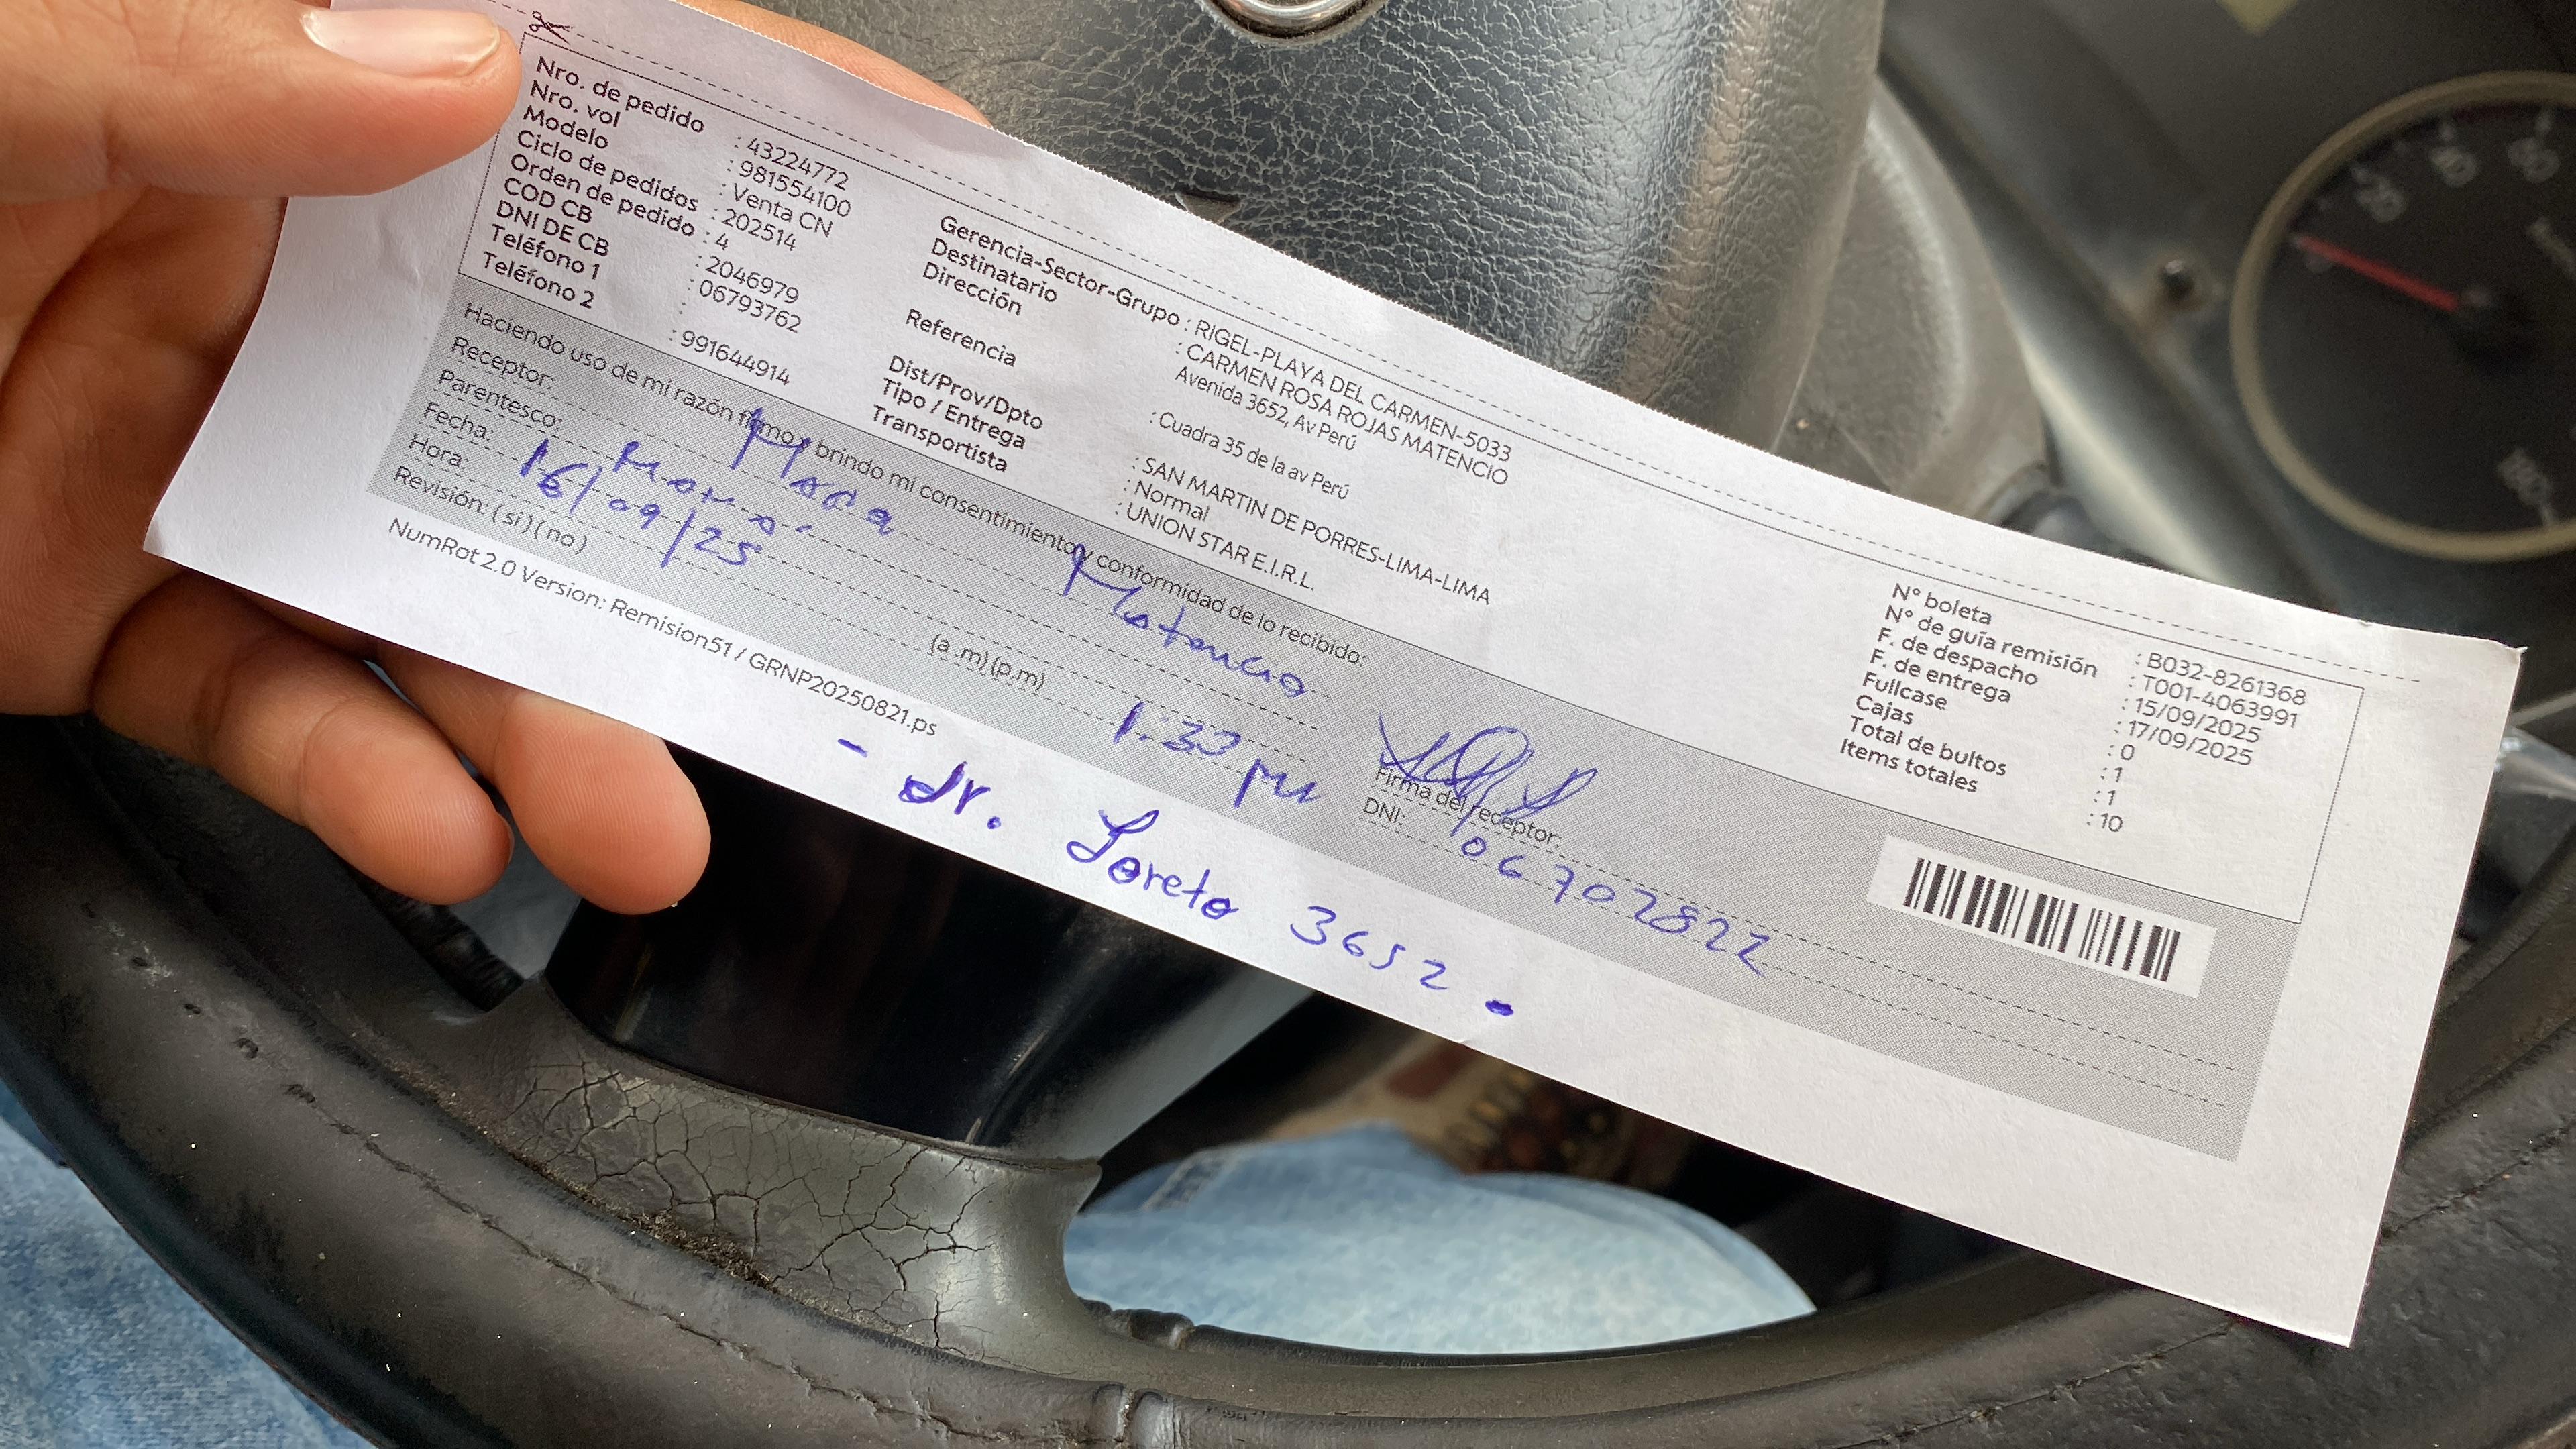 Nro. de pedido : 43224772
Nro. vol : 981554100
Modelo : Venta CN
Ciclo de pedidos : 202514
Orden de pedido : 4
COD CB : 2046979
DNI DE CB : 06793762
Teléfono 1 :
Teléfono 2 : 991644914
Gerencia-Sector-Grupo : RIGEL-PLAYA DEL CARMEN-5033
Destinatario : CARMEN ROSA ROJAS MATENCIO
Dirección Avenida 3652, Av Perú
Referencia : Cuadra 35 de la av Perú
Dist/Prov/Dpto : SAN MARTIN DE PORRES-LIMA-LIMA
Tipo / Entrega : Normal
Transportista : UNION STAR E.I.R.L.
N° boleta : B032-8261368
N° de guía remisión : T001-4063991
F. de despacho : 15/09/2025
F. de entrega : 17/09/2025
Fullcase : 0
Cajas : 1
Total de bultos : 1
Items totales : 10
Haciendo uso de mi razón firmo y brindo mi consentimiento y conformidad de lo recibido:
Receptor: Matencio
Parentesco: Mamá
Fecha: 16/09/25
Hora: (a .m) (p.m) 1:33 pm
Revisión: ( si ) ( no )
Firma del receptor:
DNI: 06702822
NumRot 2.0 Version: Remision51 / GRNP20250821.ps
- Jr. Loreto 3652 -
20
40
60